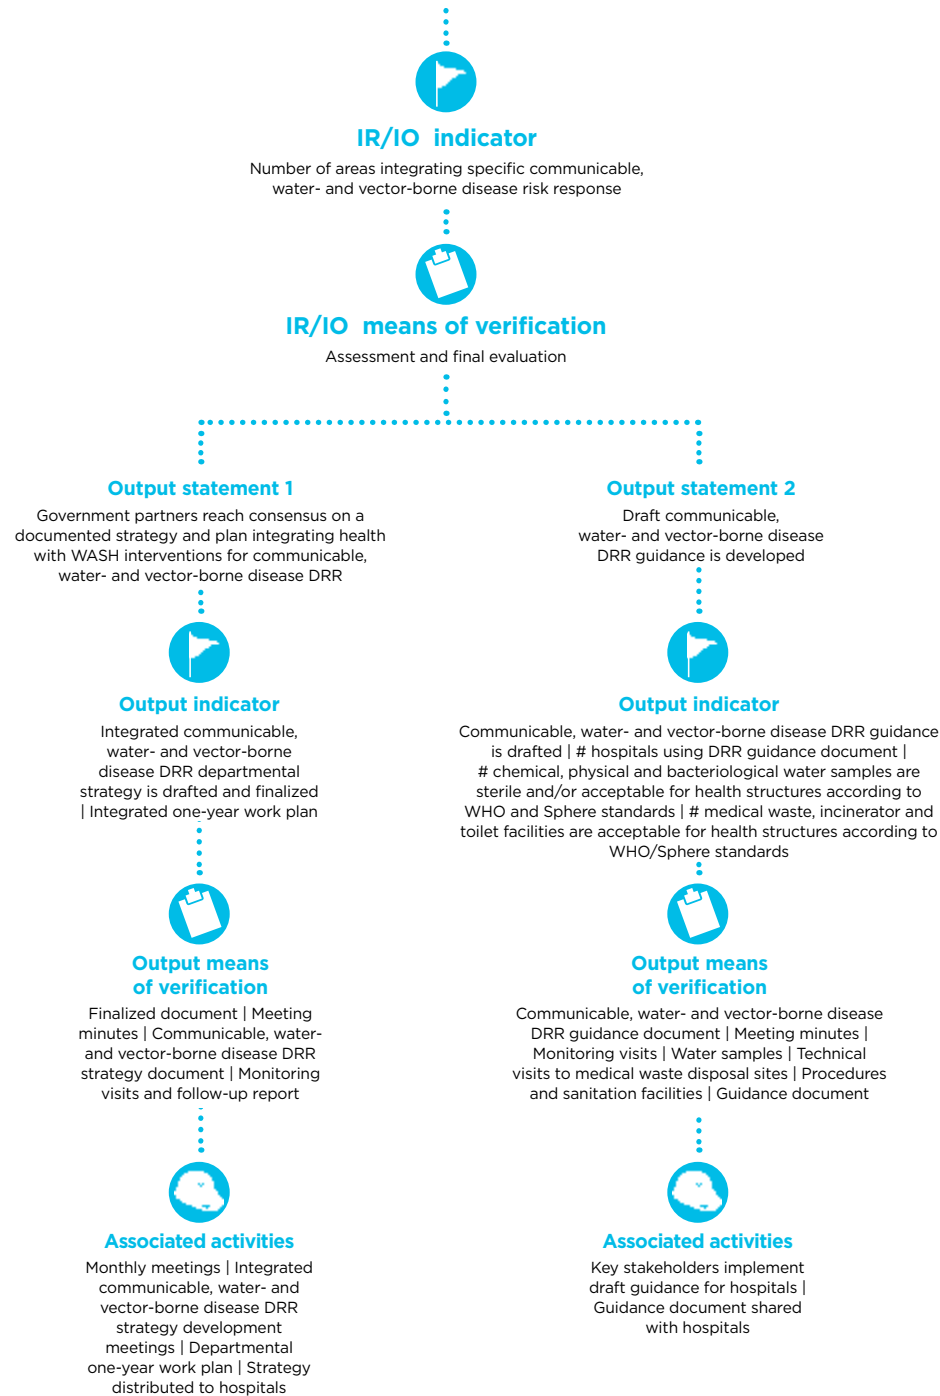 IR/IO indicator
Number of areas integrating specific communicable,
water- and vector-borne disease risk response
IR/IO means of verification
Assessment and final evaluation
Output statement 1
Government partners reach consensus on a
documented strategy and plan integrating health
with WASH interventions for communicable,
water- and vector-borne disease DRR
Output indicator
Integrated communicable,
water- and vector-borne
disease DRR departmental
strategy is drafted and finalized
| Integrated one-year work plan
Output means
of verification
Finalized document | Meeting
minutes | Communicable, water-
and vector-borne disease DRR
strategy document | Monitoring
visits and follow-up report
Associated activities
Monthly meetings | Integrated
communicable, water- and
vector-borne disease DRR
strategy development
meetings | Departmental
one-year work plan | Strategy
distributed to hospitals
Output statement 2
Draft communicable,
water- and vector-borne disease
DRR guidance is developed
Output indicator
Communicable, water- and vector-borne disease DRR guidance
is drafted | # hospitals using DRR guidance document |
# chemical, physical and bacteriological water samples are
sterile and/or acceptable for health structures according to
WHO and Sphere standards | # medical waste, incinerator and
toilet facilities are acceptable for health structures according to
WHO/Sphere standards
Output means
of verification
Communicable, water- and vector-borne disease
DRR guidance document | Meeting minutes |
Monitoring visits | Water samples | Technical
visits to medical waste disposal sites | Procedures
and sanitation facilities | Guidance document
Associated activities
Key stakeholders implement
draft guidance for hospitals |
Guidance document shared
with hospitals